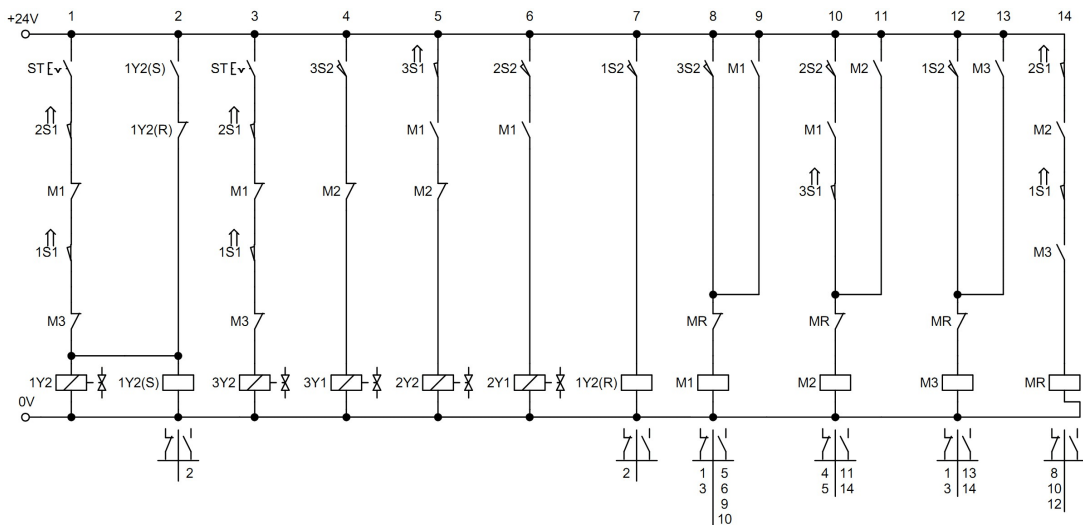 1 2 3 4 5 6 7 8 9 10 11 12 13 14
+24V
ST 1Y2(S) ST 3S2 3S1 2S2 1S2 3S2 M1 2S2 M2 1S2 M3 2S1
2S1 1Y2(R) 2S1 M1 M1 M1 M2
M1 M1 M2 M2 3S1 1S1
1S1 1S1 M3
M3 M3 MR MR MR
1Y2 1Y2(S) 3Y2 3Y1 2Y2 2Y1 1Y2(R) M1 M2 M3 MR
0V
2 2 1 5 4 11 1 13 8
3 6 5 14 3 14 10
9 12
10